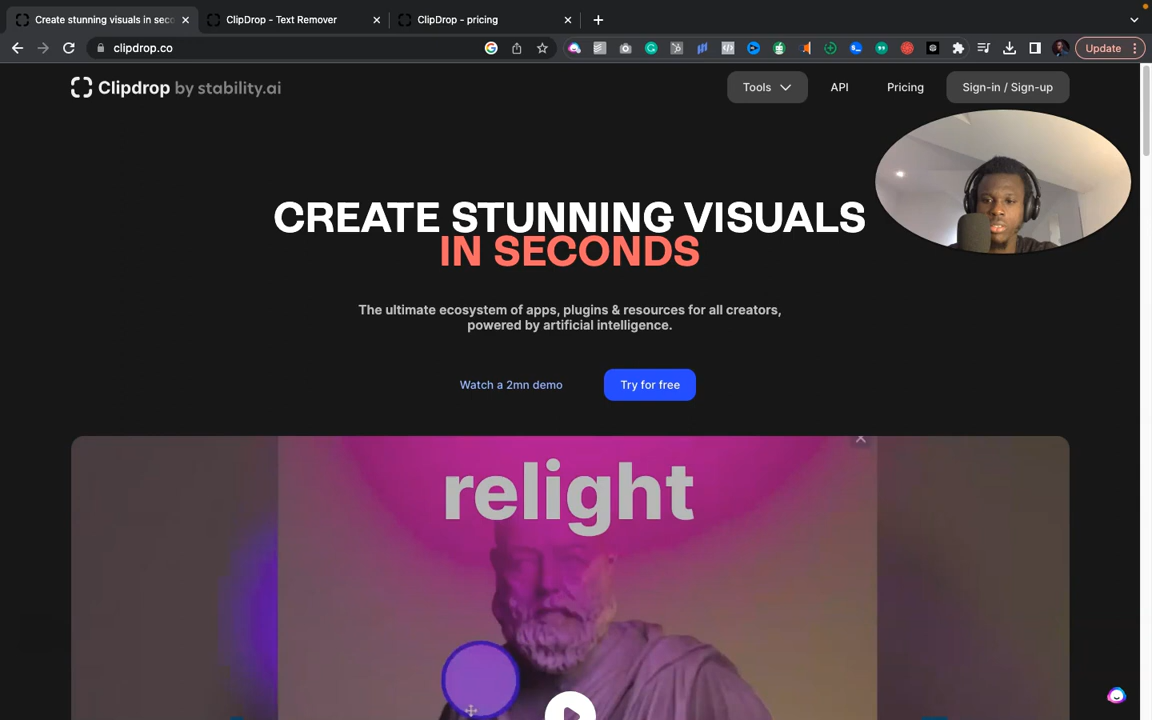 Create stunning visuals in seco
ClipDrop - Text Remover
ClipDrop - pricing
clipdrop.co
Update
Clipdrop by stability.ai
Tools
API
Pricing
Sign-in / Sign-up
CREATE STUNNING VISUALS
IN SECONDS
The ultimate ecosystem of apps, plugins & resources for all creators,
powered by artificial intelligence.
Watch a 2mn demo
Try for free
relight